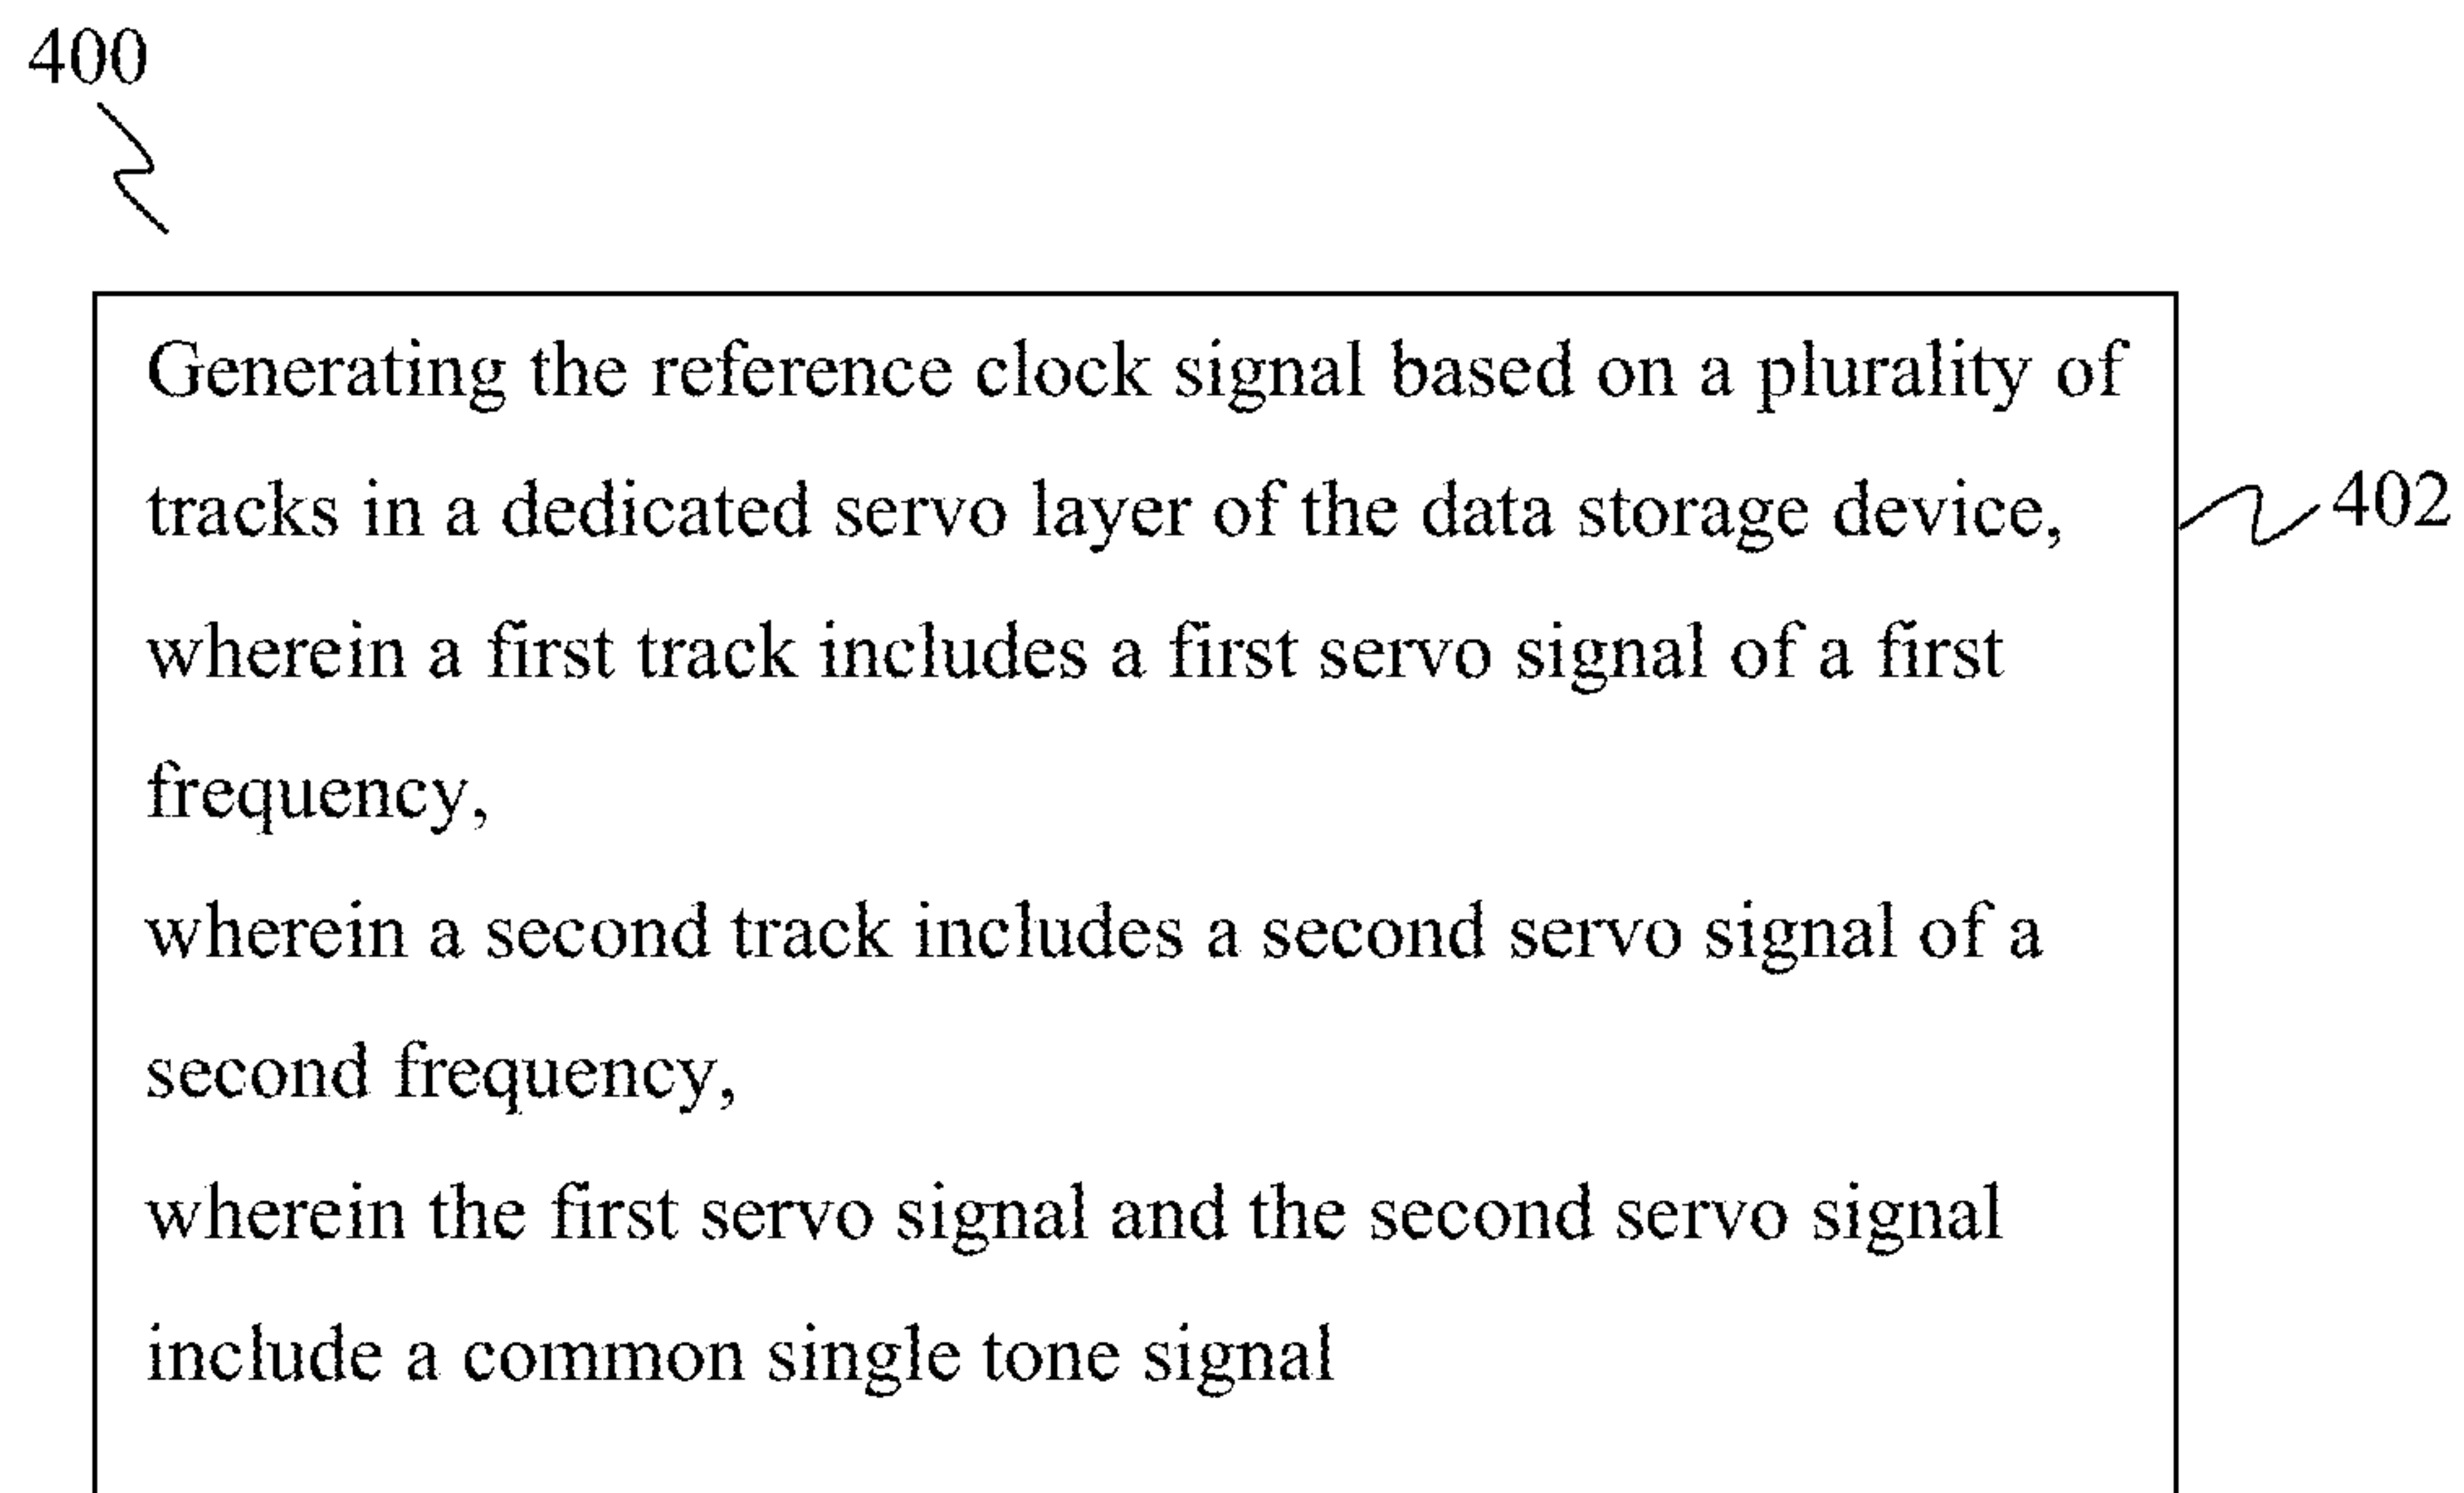 400
Generating the reference clock signal based on a plurality of
tracks in a dedicated servo layer of the data storage device,
402
wherein a first track includes a first servo signal of a first
frequency,
wherein a second track includes a second servo signal of a
second frequency,
wherein the first servo signal and the second servo signal
include a common single tone signal